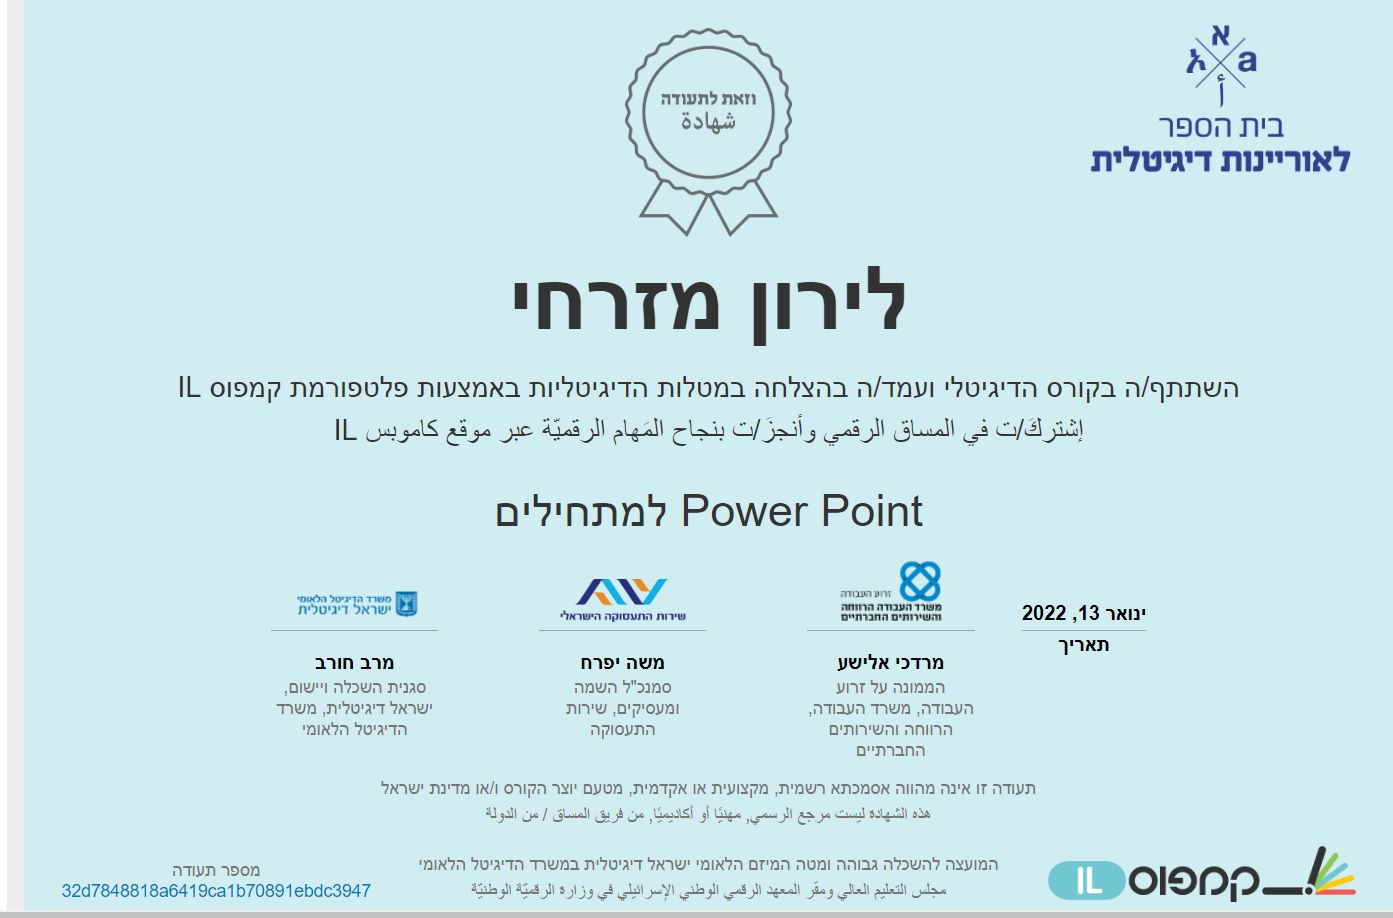 א
a
አ
أ
בית הספר
לאוריינות דיגיטלית
וזאת לתעודה
شهادة
לירון מזרחי
השתתף/ה בקורס הדיגיטלי ועמד/ה בהצלחה במטלות הדיגיטליות באמצעות פלטפורמת קמפוס IL
إشتركَ/ت في المساق الرقمي وأنجزَ/ت بنجاح المَهام الرقميّة عبر موقع كاموبس IL
Power Point למתחילים
ינואר 13, 2022
תאריך
זרוע העבודה
משרד העבודה הרווחה
והשירותים החברתיים
מרדכי אלישע
הממונה על זרוע
העבודה, משרד העבודה,
הרווחה והשירותים
החברתיים
שירות התעסוקה הישראלי
משה יפרח
סמנכ"ל השמה
ומעסיקים, שירות
התעסוקה
משרד הדיגיטל הלאומי
ישראל דיגיטלית
מרב חורב
סגנית השכלה ויישום,
ישראל דיגיטלית, משרד
הדיגיטל הלאומי
תעודה זו אינה מהווה אסמכתא רשמית, מקצועית או אקדמית, מטעם יוצר הקורס ו/או מדינת ישראל
هذه الشهادة ليست مرجع الرسمي, مهنيًا أو أكاديميًا, من فريق المساق / من الدولة
קמפוס IL
המועצה להשכלה גבוהה ומטה המיזם הלאומי ישראל דיגיטלית במשרד הדיגיטל הלאומי
مجلس التعليم العالي ومقّر المعهد الرقمي الوطني الإسرائيلي في وزارة الرقميّة الوطنيّة
מספר תעודה
32d7848818a6419ca1b70891ebdc3947